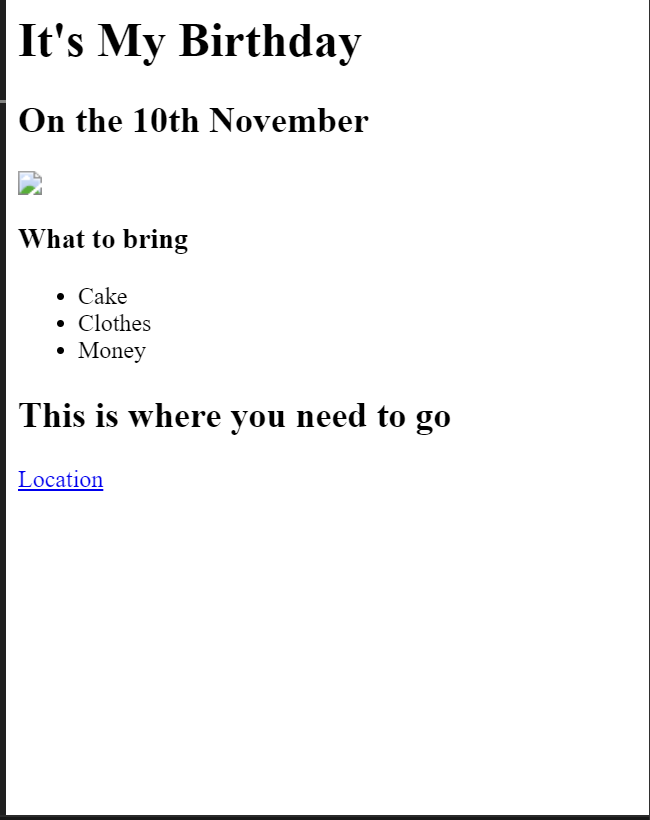 It's My Birthday
On the 10th November
What to bring
Cake
Clothes
Money
This is where you need to go
Location